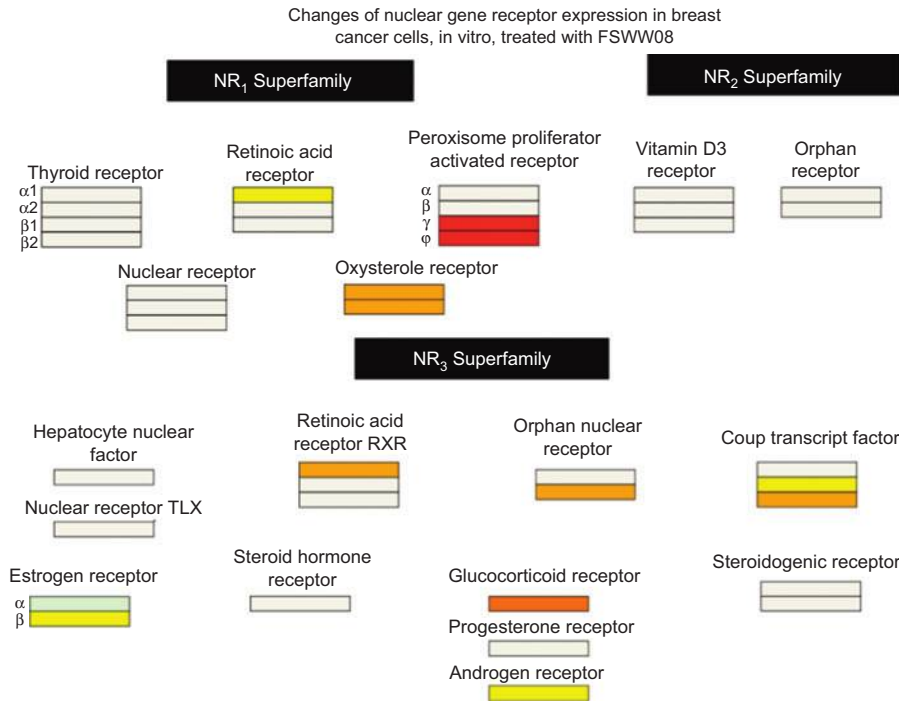 Changes of nuclear gene receptor expression in breast
cancer cells, in vitro, treated with FSWW08
NR₁ Superfamily
NR₂ Superfamily
Thyroid receptor
α1
α2
β1
β2
Retinoic acid
receptor
Peroxisome proliferator
activated receptor
α
β
γ
φ
Vitamin D3
receptor
Orphan
receptor
Nuclear receptor
Oxysterole receptor
NR₃ Superfamily
Hepatocyte nuclear
factor
Retinoic acid
receptor RXR
Orphan nuclear
receptor
Coup transcript factor
Nuclear receptor TLX
Estrogen receptor
α
β
Steroid hormone
receptor
Glucocorticoid receptor
Steroidogenic receptor
Progesterone receptor
Androgen receptor